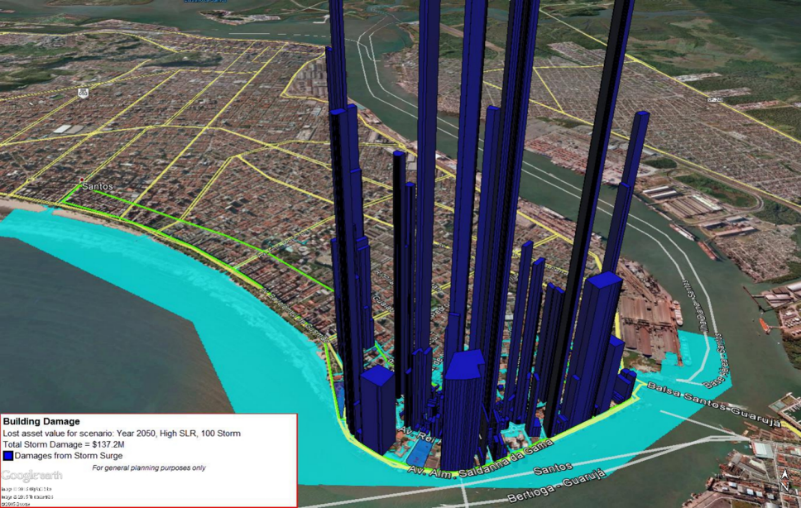 Santos
Av. Rei
Av. Alm. Saldanha da Gama
Santos
Bertioga - Guarujá
Balsa Santos-Guarujá
Building Damage
Lost asset value for scenario: Year 2050, High SLR, 100 Storm
Total Storm Damage = $137.2M
Damages from Storm Surge
For general planning purposes only
Google earth